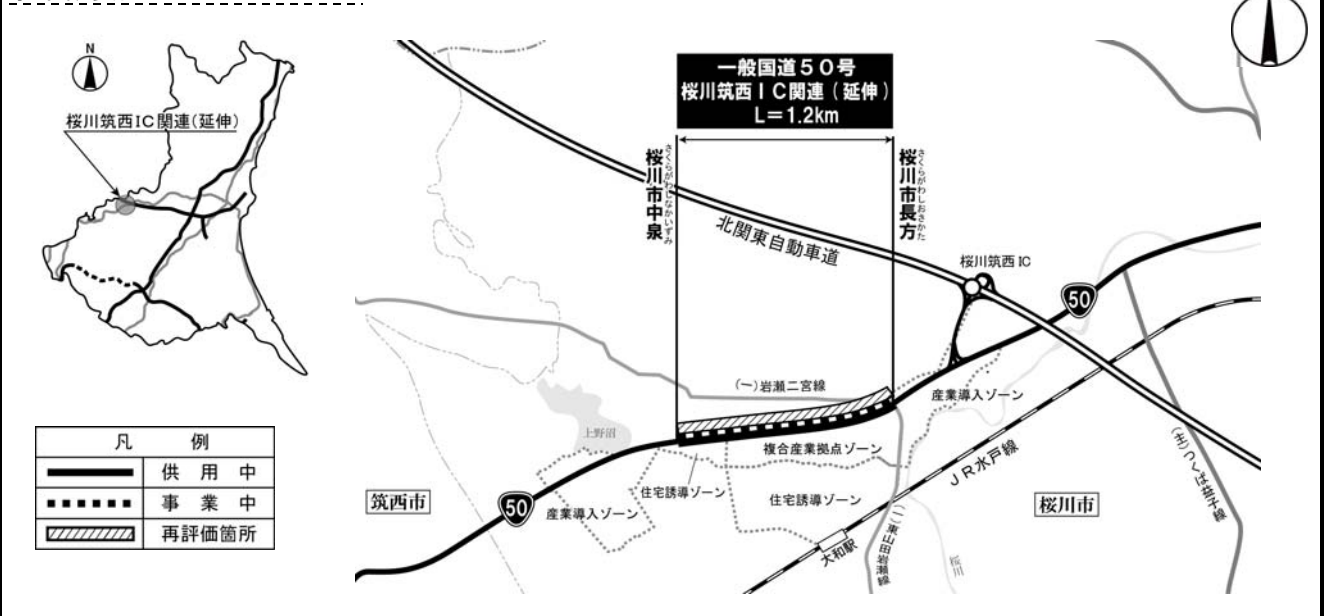 N
桜川筑西IC関連(延伸)
凡 例
供 用 中
事 業 中
再評価箇所
一般国道50号
桜川筑西IC関連(延伸)
L=1.2km
さくらがわしなかいずみ
桜川市中泉
さくらがわしおさかた
桜川市長方
北関東自動車道
桜川筑西IC
50
(一)岩瀬二宮線
産業導入ゾーン
上野沼
複合産業拠点ゾーン
JR水戸線
(主)つくば益子線
筑西市
50
産業導入ゾーン
住宅誘導ゾーン
住宅誘導ゾーン
大和駅
(一)東山田岩瀬線
桜川
桜川市